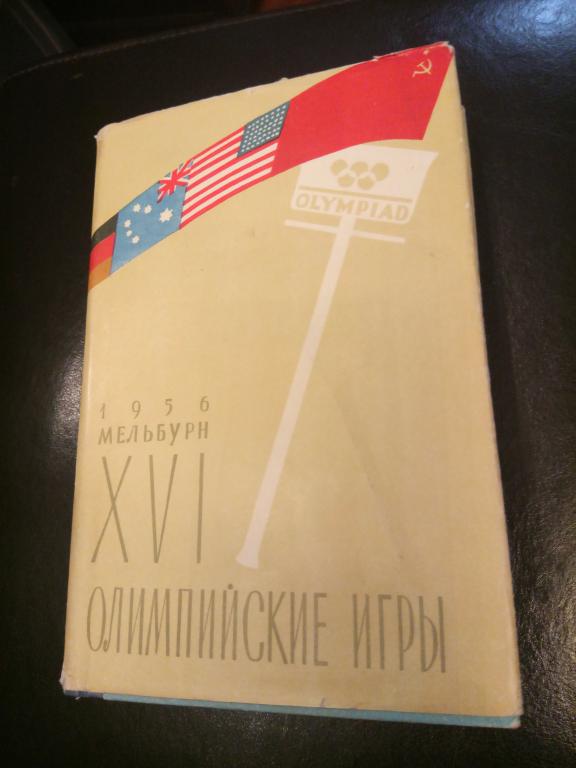 OLYMPIAD
1956
МЕЛЬБУРН
XVI
ОЛИМПИЙСКИЕ ИГРЫ